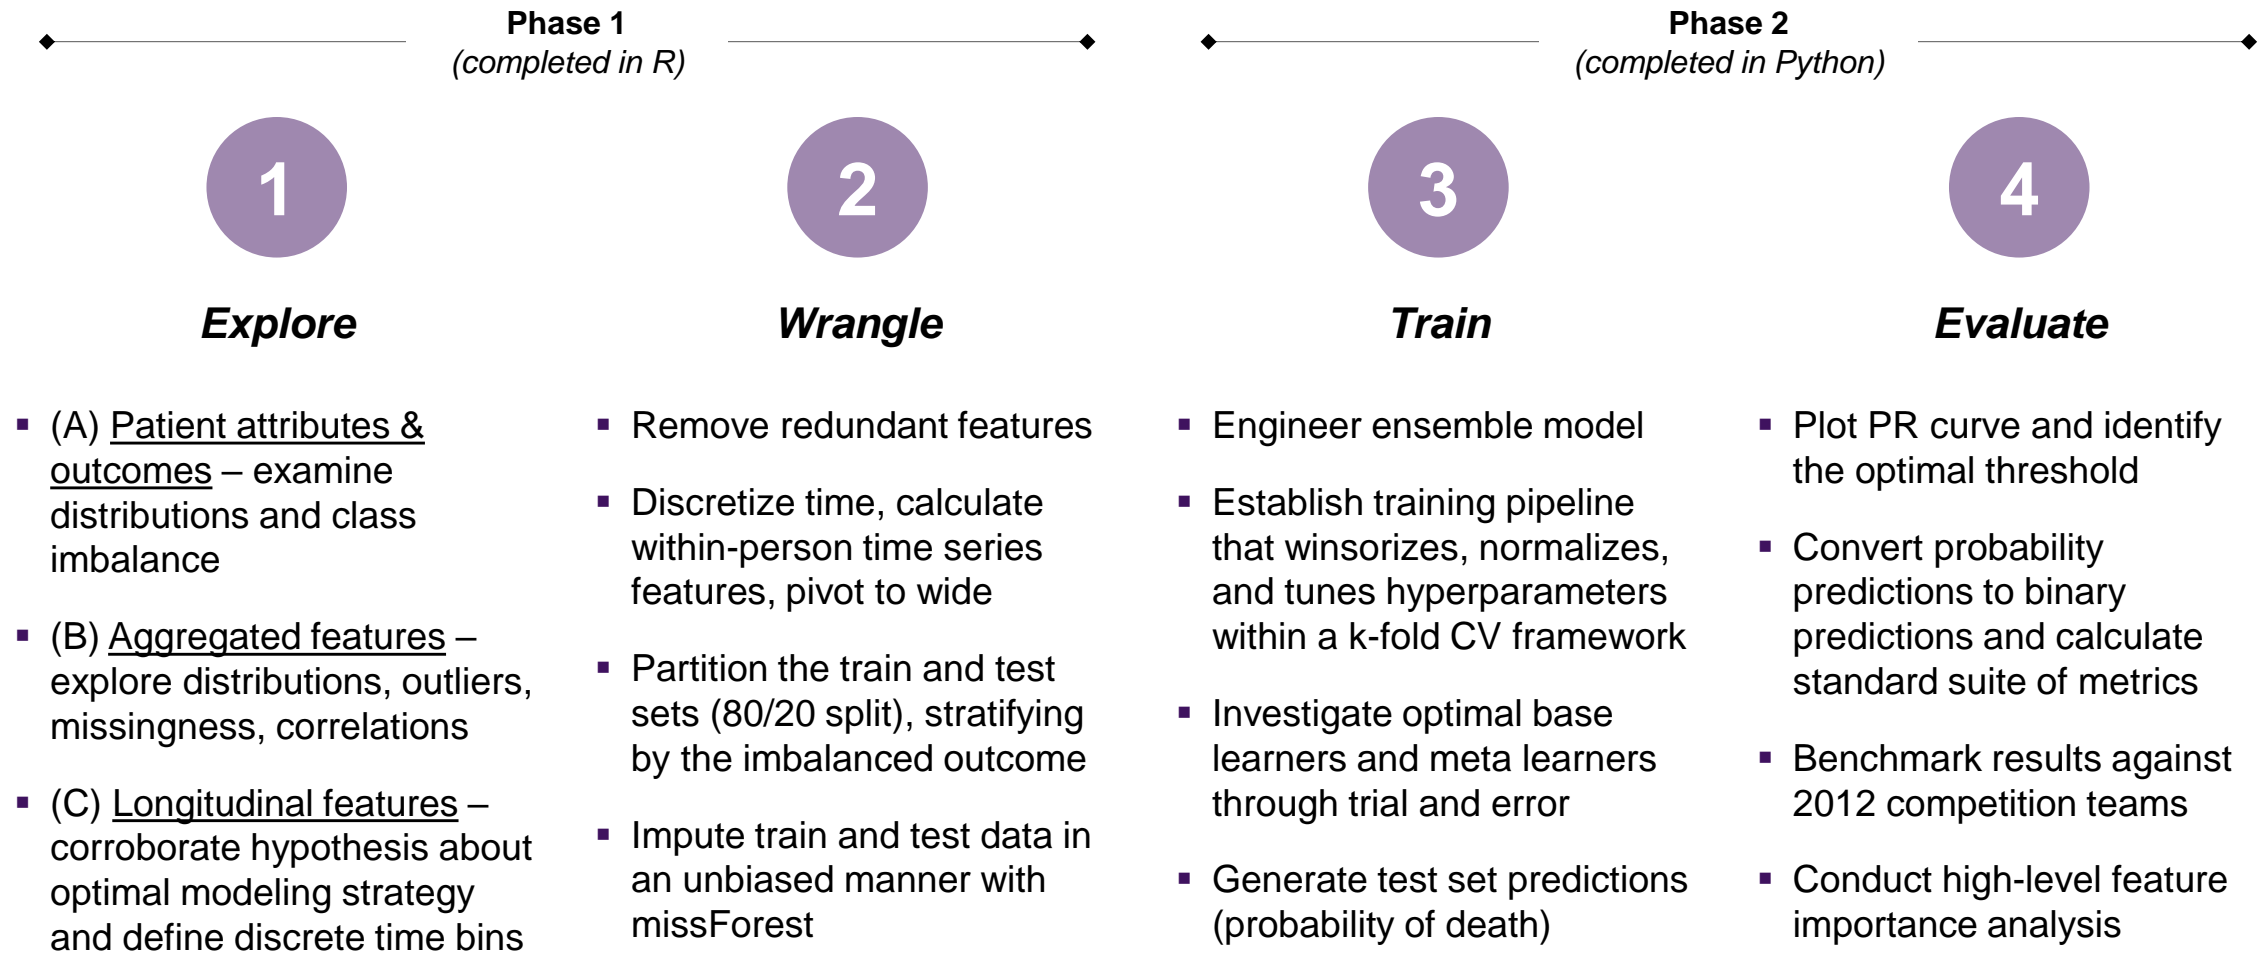 Phase 1
(completed in R)
Phase 2
(completed in Python)
1
Explore
▪ (A) Patient attributes &
outcomes – examine
distributions and class
imbalance
▪ (B) Aggregated features –
explore distributions, outliers,
missingness, correlations
▪ (C) Longitudinal features –
corroborate hypothesis about
optimal modeling strategy
and define discrete time bins
2
Wrangle
▪ Remove redundant features
▪ Discretize time, calculate
within-person time series
features, pivot to wide
▪ Partition the train and test
sets (80/20 split), stratifying
by the imbalanced outcome
▪ Impute train and test data in
an unbiased manner with
missForest
3
Train
▪ Engineer ensemble model
▪ Establish training pipeline
that winsorizes, normalizes,
and tunes hyperparameters
within a k-fold CV framework
▪ Investigate optimal base
learners and meta learners
through trial and error
▪ Generate test set predictions
(probability of death)
4
Evaluate
▪ Plot PR curve and identify
the optimal threshold
▪ Convert probability
predictions to binary
predictions and calculate
standard suite of metrics
▪ Benchmark results against
2012 competition teams
▪ Conduct high-level feature
importance analysis